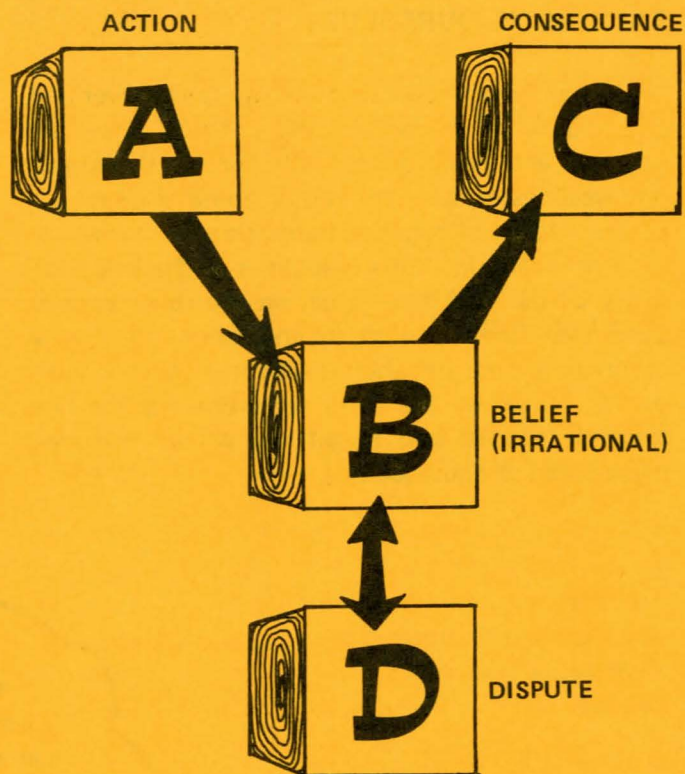 ACTION
CONSEQUENCE
A
C
B
BELIEF
(IRRATIONAL)
D
DISPUTE